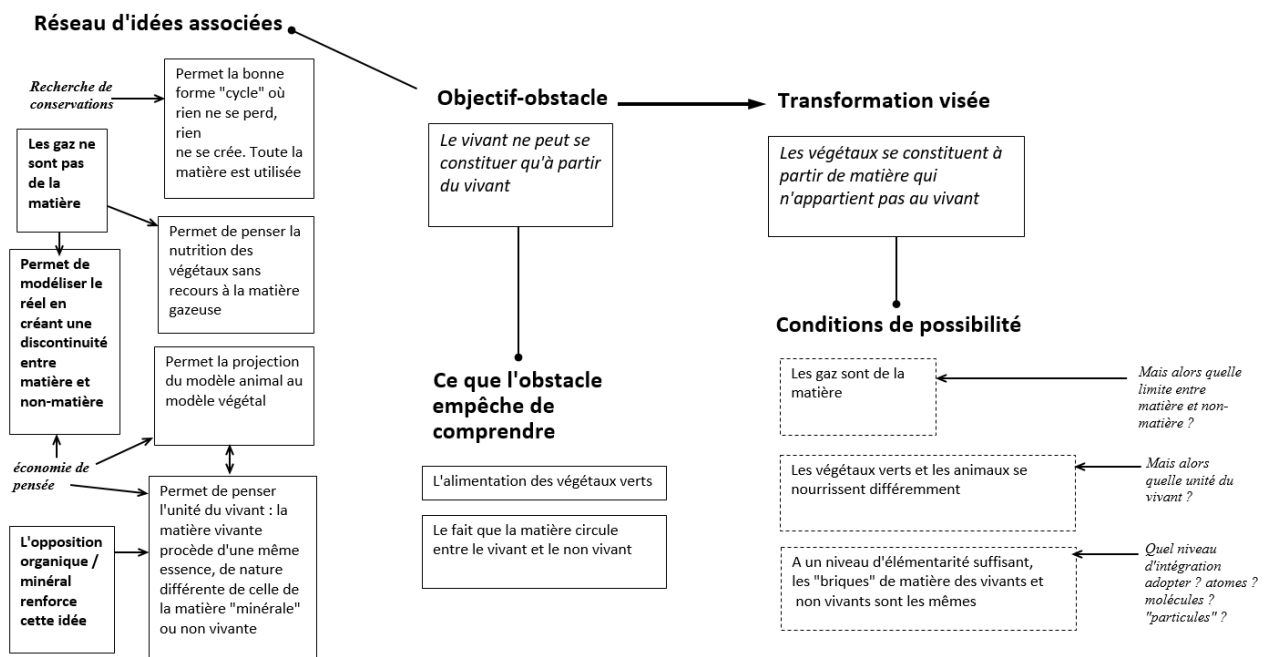 Réseau d'idées associées
Recherche de
conservations
Permet la bonne
forme "cycle" où
rien ne se perd,
rien
ne se crée. Toute la
matière est utilisée
Les gaz ne
sont pas
de la
matière
Permet de penser la
nutrition des
végétaux sans
recours à la matière
gazeuse
Permet de
modéliser le
réel en
créant une
discontinuité
entre
matière et
non-matière
Permet la projection
du modèle animal au
modèle végétal
économie de
pensée
Permet de penser
l'unité du vivant : la
matière vivante
procède d'une même
essence, de nature
différente de celle de
la matière "minérale"
ou non vivante
L'opposition
organique /
minéral
renforce
cette idée
Objectif-obstacle
Le vivant ne peut se
constituer qu'à partir
du vivant
Ce que l'obstacle
empêche de
comprendre
L'alimentation des végétaux verts
Le fait que la matière circule
entre le vivant et le non vivant
Transformation visée
Les végétaux se constituent à
partir de matière qui
n'appartient pas au vivant
Conditions de possibilité
Les gaz sont de la
matière
Mais alors quelle
limite entre
matière et non-
matière ?
Les végétaux verts et les animaux se
nourrissent différemment
Mais alors
quelle unité du
vivant ?
A un niveau d'élémentarité suffisant,
les "briques" de matière des vivants et
non vivants sont les mêmes
Quel niveau
d'intégration
adopter ? atomes ?
molécules ?
"particules" ?